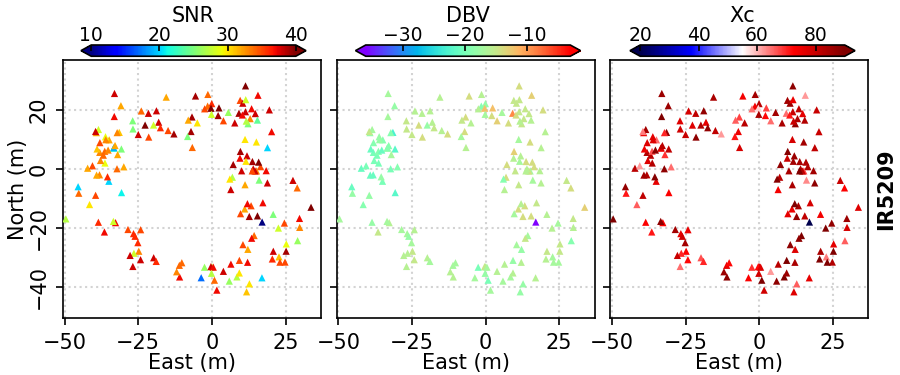 SNR DBV Xc
10 20 30 40 −30 −20 −10 20 40 60 80
North (m)
20
0
−20
−40
−50 −25 0 25 −50 −25 0 25 −50 −25 0 25
East (m) East (m) East (m)
IR5209